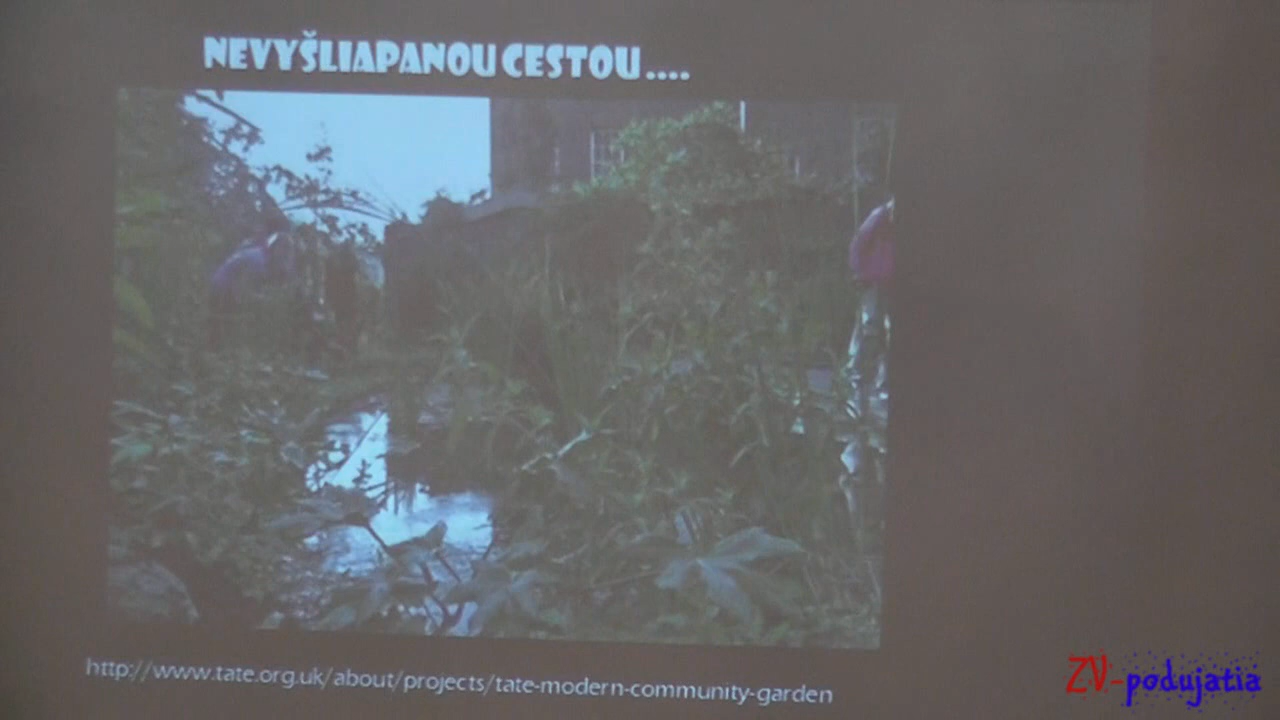 NEVYŠLIAPANOU CESTOU ....
http://www.tate.org.uk/about/projects/tate-modern-community-garden
ZV-podujatia